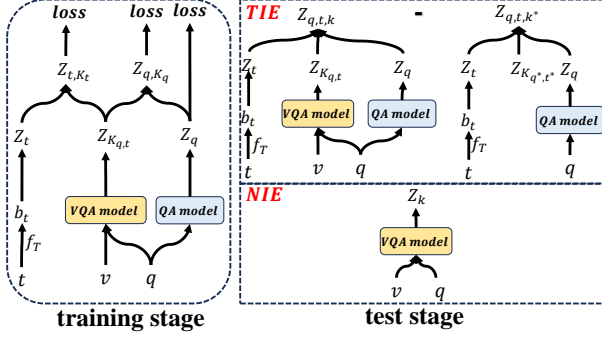 loss loss loss
Z_{t,K_t} Z_{q,K_q}
Z_t Z_{K_{q,t}} Z_q
b_t VQA model QA model
f_T
t v q
training stage
TIE Z_{q,t,k} - Z_{q,t,k^*}
Z_t Z_{K_{q,t}} Z_q Z_t Z_{K_{q^*,t^*}} Z_q
b_t VQA model QA model b_t QA model
f_T f_T
t v q t q
NIE Z_k
VQA model
v q
test stage